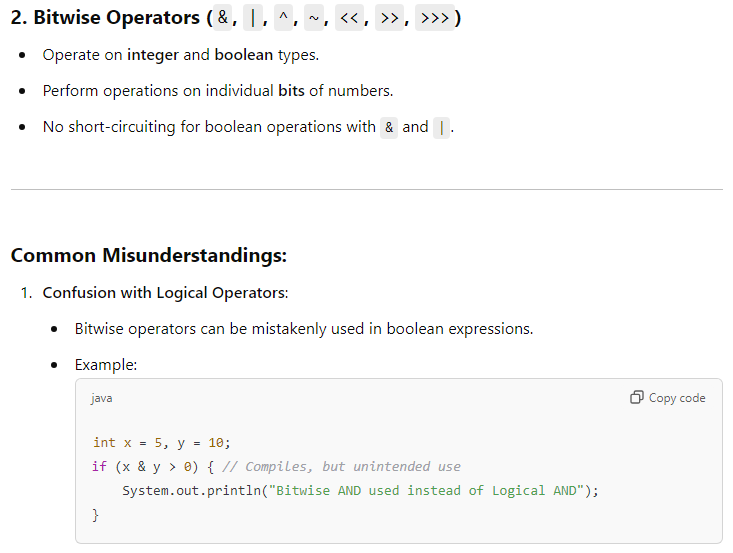 2. Bitwise Operators (&, |, ^, ~, <<, >>, >>>)
• Operate on integer and boolean types.
• Perform operations on individual bits of numbers.
• No short-circuiting for boolean operations with & and |.
Common Misunderstandings:
1. Confusion with Logical Operators:
• Bitwise operators can be mistakenly used in boolean expressions.
• Example:
java Copy code
int x = 5, y = 10;
if (x & y > 0) { // Compiles, but unintended use
    System.out.println("Bitwise AND used instead of Logical AND");
}